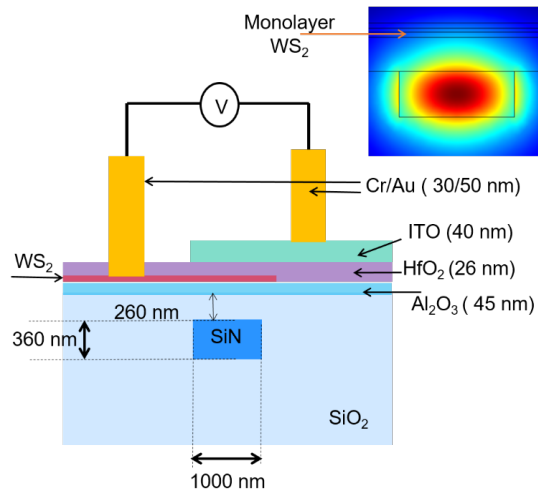 Monolayer
WS₂
V
Cr/Au ( 30/50 nm)
ITO (40 nm)
WS₂
HfO₂ (26 nm)
Al₂O₃ ( 45 nm)
260 nm
360 nm
SiN
SiO₂
1000 nm